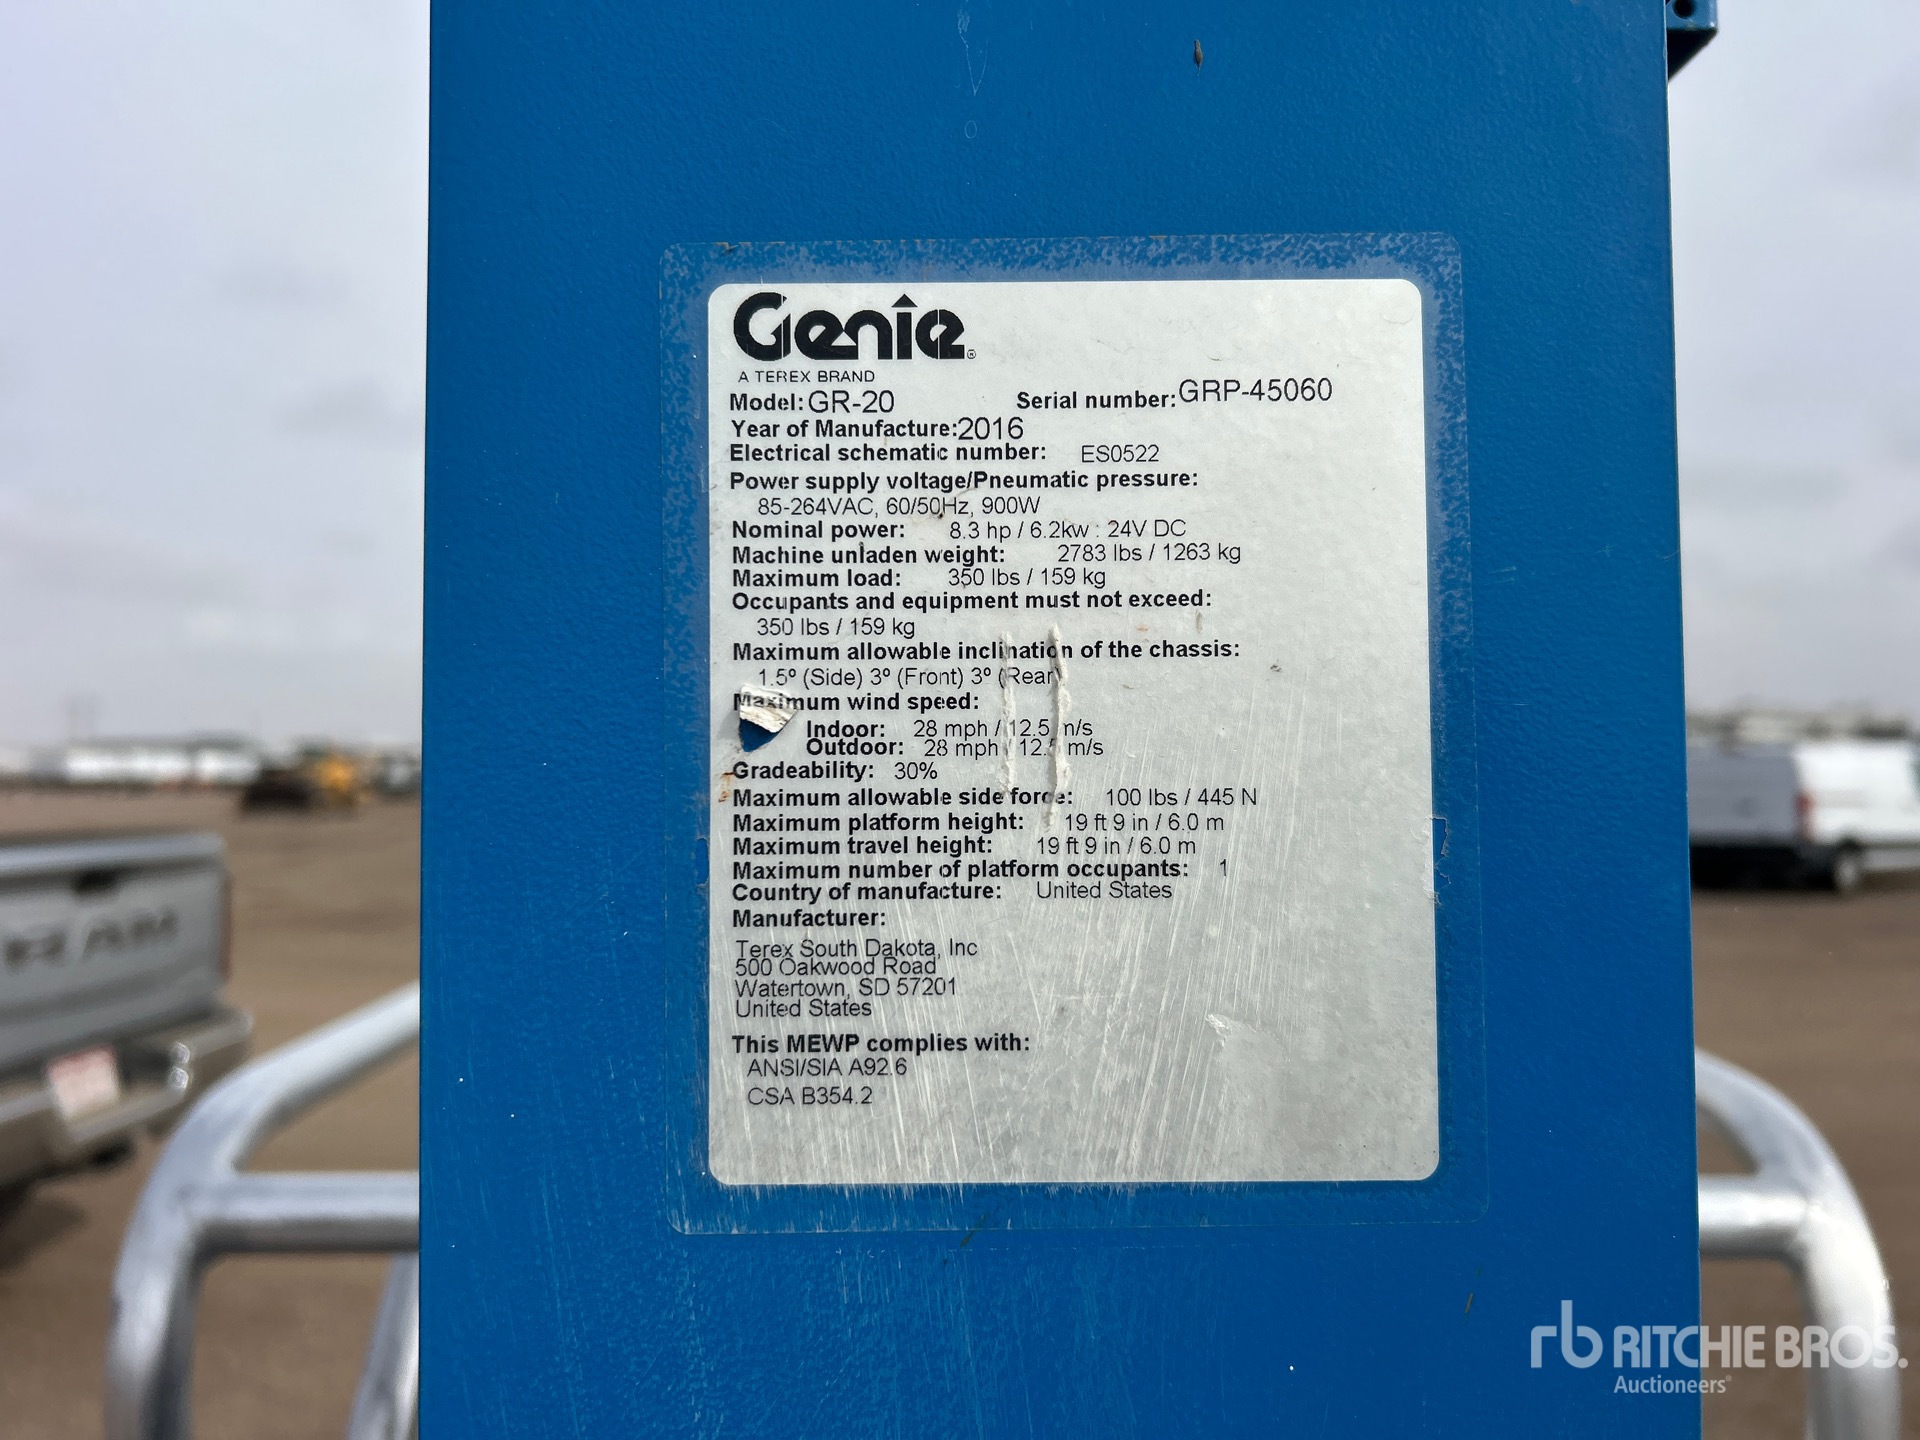 Genie®
A TEREX BRAND
Model: GR-20 Serial number: GRP-45060
Year of Manufacture: 2016
Electrical schematic number: ES0522
Power supply voltage/Pneumatic pressure:
85-264VAC, 60/50Hz, 900W
Nominal power: 8.3 hp / 6.2kw : 24V DC
Machine unladen weight: 2783 lbs / 1263 kg
Maximum load: 350 lbs / 159 kg
Occupants and equipment must not exceed:
350 lbs / 159 kg
Maximum allowable inclination of the chassis:
1.5º (Side) 3º (Front) 3º (Rear)
Maximum wind speed:
Indoor: 28 mph / 12.5 m/s
Outdoor: 28 mph / 12.5 m/s
Gradeability: 30%
Maximum allowable side force: 100 lbs / 445 N
Maximum platform height: 19 ft 9 in / 6.0 m
Maximum travel height: 19 ft 9 in / 6.0 m
Maximum number of platform occupants: 1
Country of manufacture: United States
Manufacturer:
Terex South Dakota, Inc
500 Oakwood Road
Watertown, SD 57201
United States
This MEWP complies with:
ANSI/SIA A92.6
CSA B354.2
RAM
rb RITCHIE BROS.
Auctioneers®